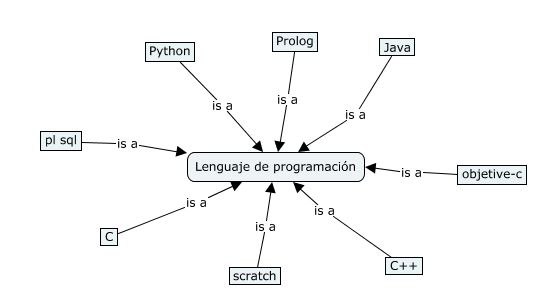 Prolog
Python
Java
is a
is a
is a
pl sql
is a
Lenguaje de programación
is a
objetive-c
is a
is a
is a
C
C++
scratch